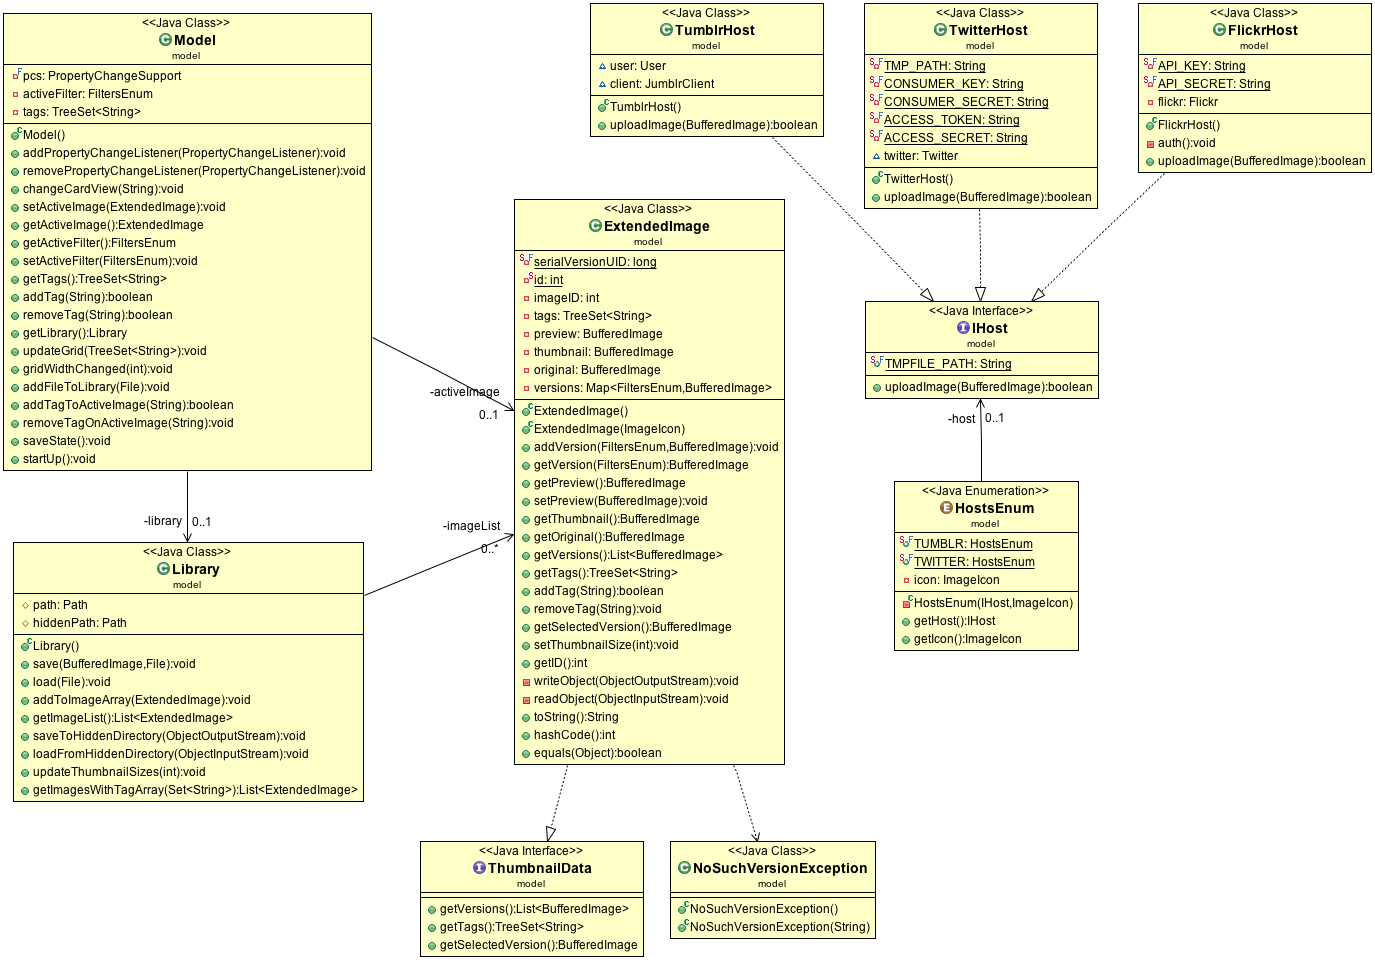 <<Java Class>>
Model
model
pcs: PropertyChangeSupport
activeFilter: FiltersEnum
tags: TreeSet<String>
Model()
addPropertyChangeListener(PropertyChangeListener):void
removePropertyChangeListener(PropertyChangeListener):void
changeCardView(String):void
setActiveImage(ExtendedImage):void
getActiveImage():ExtendedImage
getActiveFilter():FiltersEnum
setActiveFilter(FiltersEnum):void
getTags():TreeSet<String>
addTag(String):boolean
removeTag(String):boolean
getLibrary():Library
updateGrid(TreeSet<String>):void
gridWidthChanged(int):void
addFileToLibrary(File):void
addTagToActiveImage(String):boolean
removeTagOnActiveImage(String):void
saveState():void
startUp():void
<<Java Class>>
TumblrHost
model
user: User
client: JumblrClient
TumblrHost()
uploadImage(BufferedImage):boolean
<<Java Class>>
TwitterHost
model
TMP_PATH: String
CONSUMER_KEY: String
CONSUMER_SECRET: String
ACCESS_TOKEN: String
ACCESS_SECRET: String
twitter: Twitter
TwitterHost()
uploadImage(BufferedImage):boolean
<<Java Class>>
FlickrHost
model
API_KEY: String
API_SECRET: String
flickr: Flickr
FlickrHost()
auth():void
uploadImage(BufferedImage):boolean
<<Java Class>>
ExtendedImage
model
serialVersionUID: long
id: int
imageID: int
tags: TreeSet<String>
preview: BufferedImage
thumbnail: BufferedImage
original: BufferedImage
versions: Map<FiltersEnum,BufferedImage>
ExtendedImage()
ExtendedImage(ImageIcon)
addVersion(FiltersEnum,BufferedImage):void
getVersion(FiltersEnum):BufferedImage
getPreview():BufferedImage
setPreview(BufferedImage):void
getThumbnail():BufferedImage
getOriginal():BufferedImage
getVersions():List<BufferedImage>
getTags():TreeSet<String>
addTag(String):boolean
removeTag(String):void
getSelectedVersion():BufferedImage
setThumbnailSize(int):void
getID():int
writeObject(ObjectOutputStream):void
readObject(ObjectInputStream):void
toString():String
hashCode():int
equals(Object):boolean
-activeImage
0..1
<<Java Interface>>
IHost
model
TMPFILE_PATH: String
uploadImage(BufferedImage):boolean
-host
0..1
<<Java Enumeration>>
HostsEnum
model
TUMBLR: HostsEnum
TWITTER: HostsEnum
icon: ImageIcon
HostsEnum(IHost,ImageIcon)
getHost():IHost
getIcon():ImageIcon
-library
0..1
-imageList
0..*
<<Java Class>>
Library
model
path: Path
hiddenPath: Path
Library()
save(BufferedImage,File):void
load(File):void
addToImageArray(ExtendedImage):void
getImageList():List<ExtendedImage>
saveToHiddenDirectory(ObjectOutputStream):void
loadFromHiddenDirectory(ObjectInputStream):void
updateThumbnailSizes(int):void
getImagesWithTagArray(Set<String>):List<ExtendedImage>
<<Java Interface>>
ThumbnailData
model
getVersions():List<BufferedImage>
getTags():TreeSet<String>
getSelectedVersion():BufferedImage
<<Java Class>>
NoSuchVersionException
model
NoSuchVersionException()
NoSuchVersionException(String)